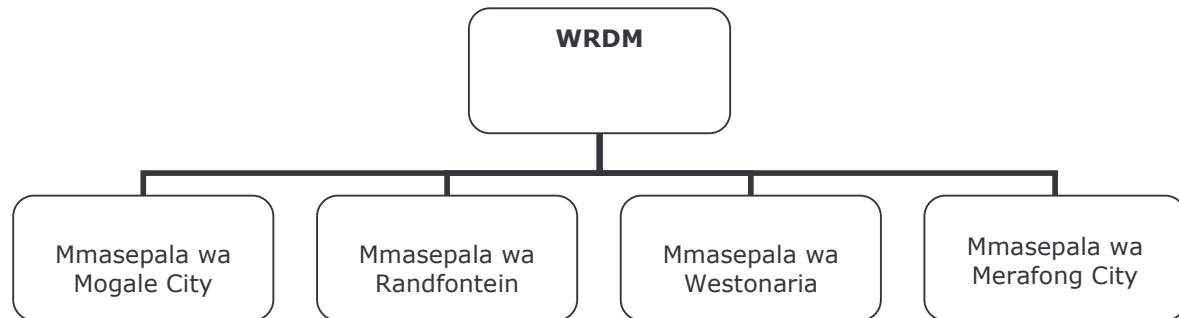 WRDM
Mmasepala wa
Mogale City
Mmasepala wa
Randfontein
Mmasepala wa
Westonaria
Mmasepala wa
Merafong City